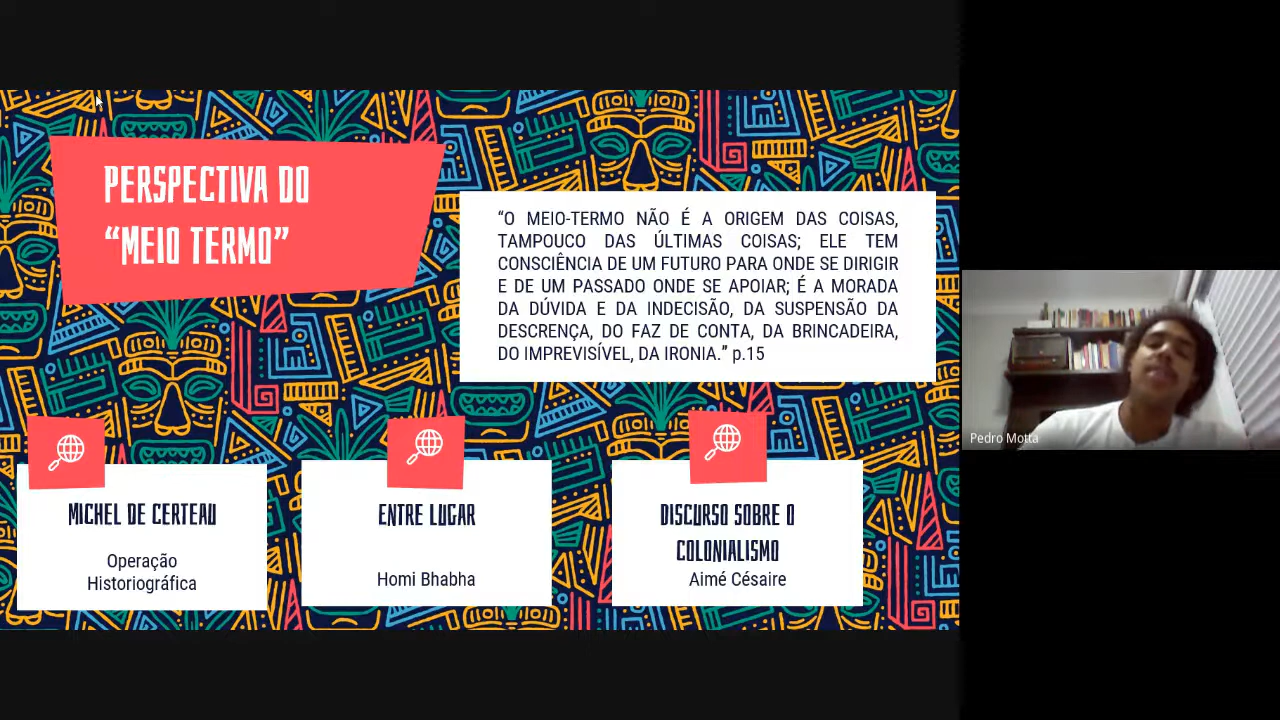 PERSPECTIVA DO
“MEIO TERMO”
“O MEIO-TERMO NÃO É A ORIGEM DAS COISAS,
TAMPOUCO DAS ÚLTIMAS COISAS; ELE TEM
CONSCIÊNCIA DE UM FUTURO PARA ONDE SE DIRIGIR
E DE UM PASSADO ONDE SE APOIAR; É A MORADA
DA DÚVIDA E DA INDECISÃO, DA SUSPENSÃO DA
DESCRENÇA, DO FAZ DE CONTA, DA BRINCADEIRA,
DO IMPREVISÍVEL, DA IRONIA.” p.15
MICHEL DE CERTEAU
Operação
Historiográfica
ENTRE LUGAR
Homi Bhabha
DISCURSO SOBRE O
COLONIALISMO
Aimé Césaire
Pedro Motta